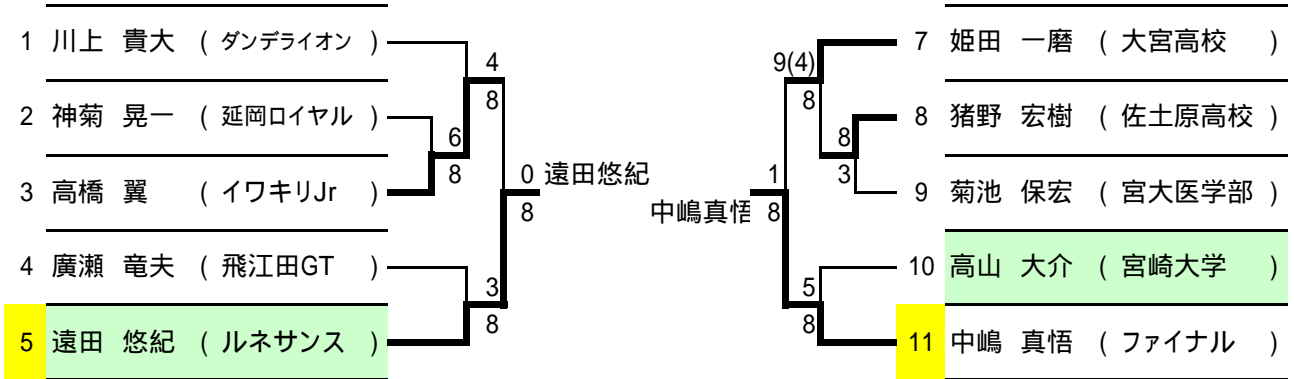 1 川上 貴大 ( ダンデライオン )
4
8
2 神菊 晃一 ( 延岡ロイヤル )
6
8
3 高橋 翼 ( イワキリJr )
0 遠田悠紀
8
4 廣瀬 竜夫 ( 飛江田GT )
3
8
5 遠田 悠紀 ( ルネサンス )
7 姫田 一磨 ( 大宮高校 )
9(4)
8
8 猪野 宏樹 ( 佐土原高校 )
8
3
9 菊池 保宏 ( 宮大医学部 )
1
中嶋真悟 8
10 高山 大介 ( 宮崎大学 )
5
8
11 中嶋 真悟 ( ファイナル )